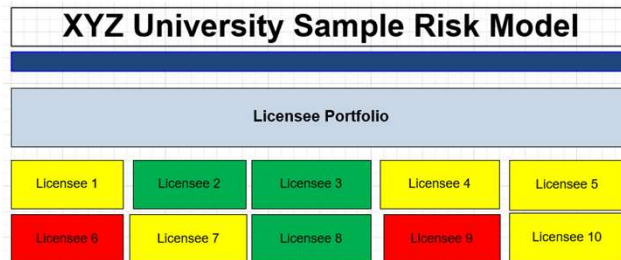 XYZ University Sample Risk Model
Licensee Portfolio
Licensee 1 Licensee 2 Licensee 3 Licensee 4 Licensee 5
Licensee 6 Licensee 7 Licensee 8 Licensee 9 Licensee 10